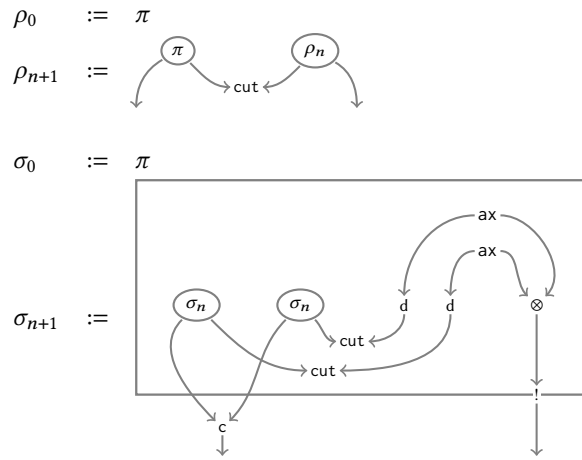 ρ₀ := π
π ρₙ
ρₙ₊₁ := cut
σ₀ := π
ax
ax
σₙ₊₁ := σₙ σₙ d d ⊗
cut
cut
!
c